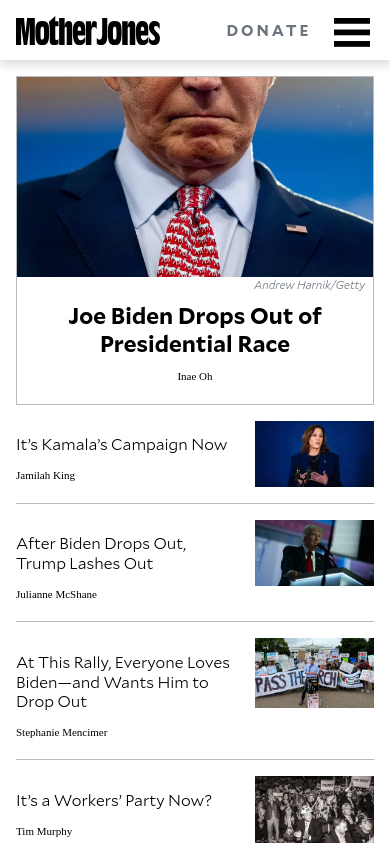 Mother Jones
DONATE
Andrew Harnik/Getty
Joe Biden Drops Out of
Presidential Race
Inae Oh
It's Kamala's Campaign Now
Jamilah King
After Biden Drops Out,
Trump Lashes Out
Julianne McShane
At This Rally, Everyone Loves
Biden—and Wants Him to
Drop Out
Stephanie Mencimer
PASS THE
It's a Workers' Party Now?
Tim Murphy